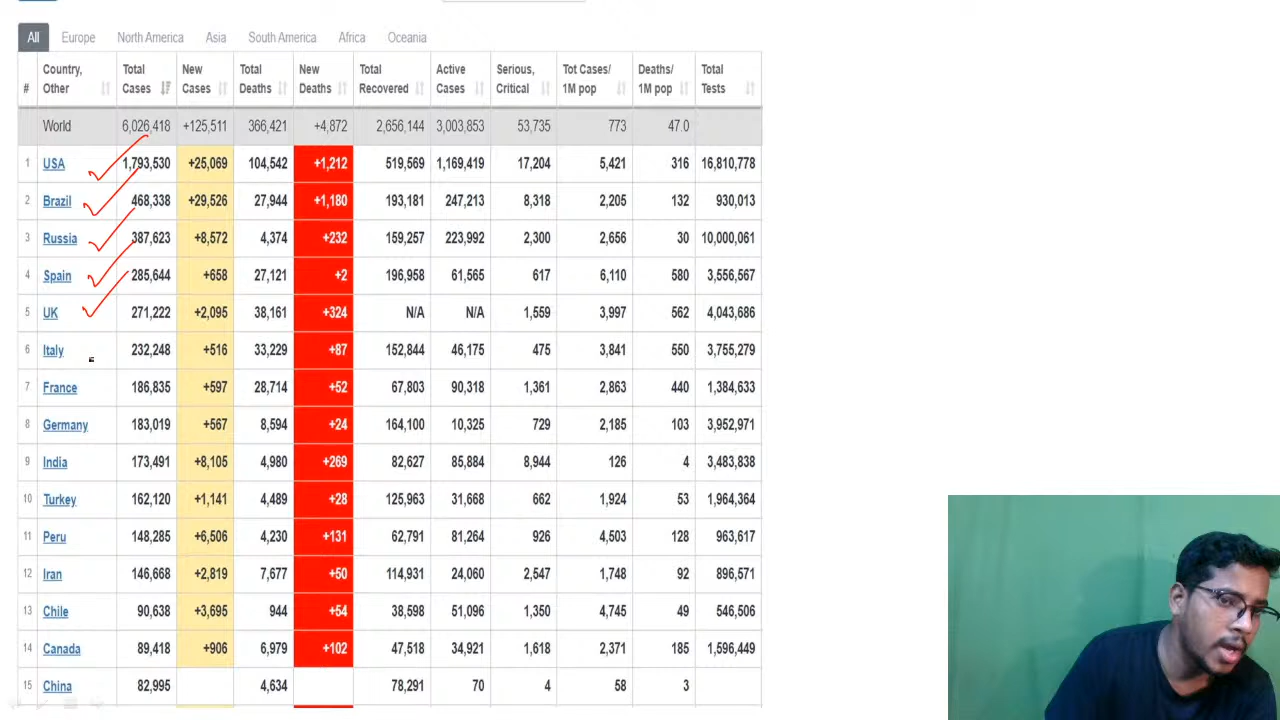 All Europe North America Asia South America Africa Oceania
# Country, Other Total Cases New Cases Total Deaths New Deaths Total Recovered Active Cases Serious, Critical Tot Cases/ 1M pop Deaths/ 1M pop Total Tests
World 6,026,418 +125,511 366,421 +4,872 2,656,144 3,003,853 53,735 773 47.0
1 USA 1,793,530 +25,069 104,542 +1,212 519,569 1,169,419 17,204 5,421 316 16,810,778
2 Brazil 468,338 +29,526 27,944 +1,180 193,181 247,213 8,318 2,205 132 930,013
3 Russia 387,623 +8,572 4,374 +232 159,257 223,992 2,300 2,656 30 10,000,061
4 Spain 285,644 +658 27,121 +2 196,958 61,565 617 6,110 580 3,556,567
5 UK 271,222 +2,095 38,161 +324 N/A N/A 1,559 3,997 562 4,043,686
6 Italy 232,248 +516 33,229 +87 152,844 46,175 475 3,841 550 3,755,279
7 France 186,835 +597 28,714 +52 67,803 90,318 1,361 2,863 440 1,384,633
8 Germany 183,019 +567 8,594 +24 164,100 10,325 729 2,185 103 3,952,971
9 India 173,491 +8,105 4,980 +269 82,627 85,884 8,944 126 4 3,483,838
10 Turkey 162,120 +1,141 4,489 +28 125,963 31,668 662 1,924 53 1,964,364
11 Peru 148,285 +6,506 4,230 +131 62,791 81,264 926 4,503 128 963,617
12 Iran 146,668 +2,819 7,677 +50 114,931 24,060 2,547 1,748 92 896,571
13 Chile 90,638 +3,695 944 +54 38,598 51,096 1,350 4,745 49 546,506
14 Canada 89,418 +906 6,979 +102 47,518 34,921 1,618 2,371 185 1,596,449
15 China 82,995 4,634 78,291 70 4 58 3